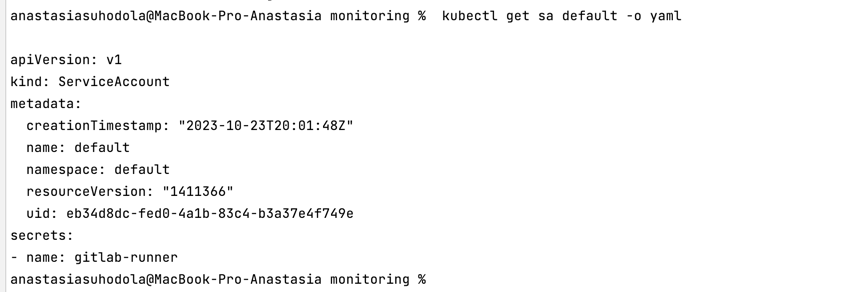 anastasiasuhodola@MacBook-Pro-Anastasia monitoring %  kubectl get sa default -o yaml
apiVersion: v1
kind: ServiceAccount
metadata:
  creationTimestamp: "2023-10-23T20:01:48Z"
  name: default
  namespace: default
  resourceVersion: "1411366"
  uid: eb34d8dc-fed0-4a1b-83c4-b3a37e4f749e
secrets:
- name: gitlab-runner
anastasiasuhodola@MacBook-Pro-Anastasia monitoring %